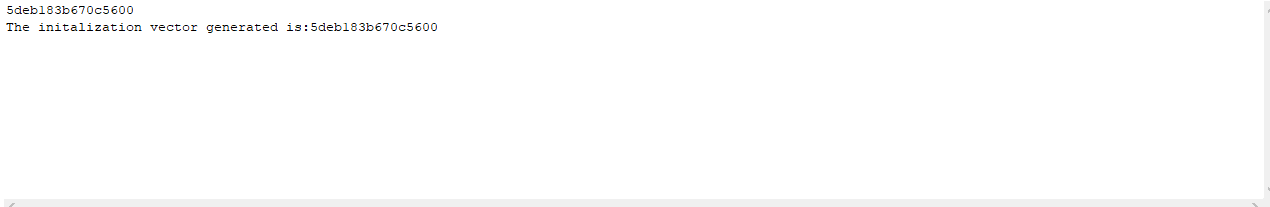 5deb183b670c5600
The initalization vector generated is:5deb183b670c5600